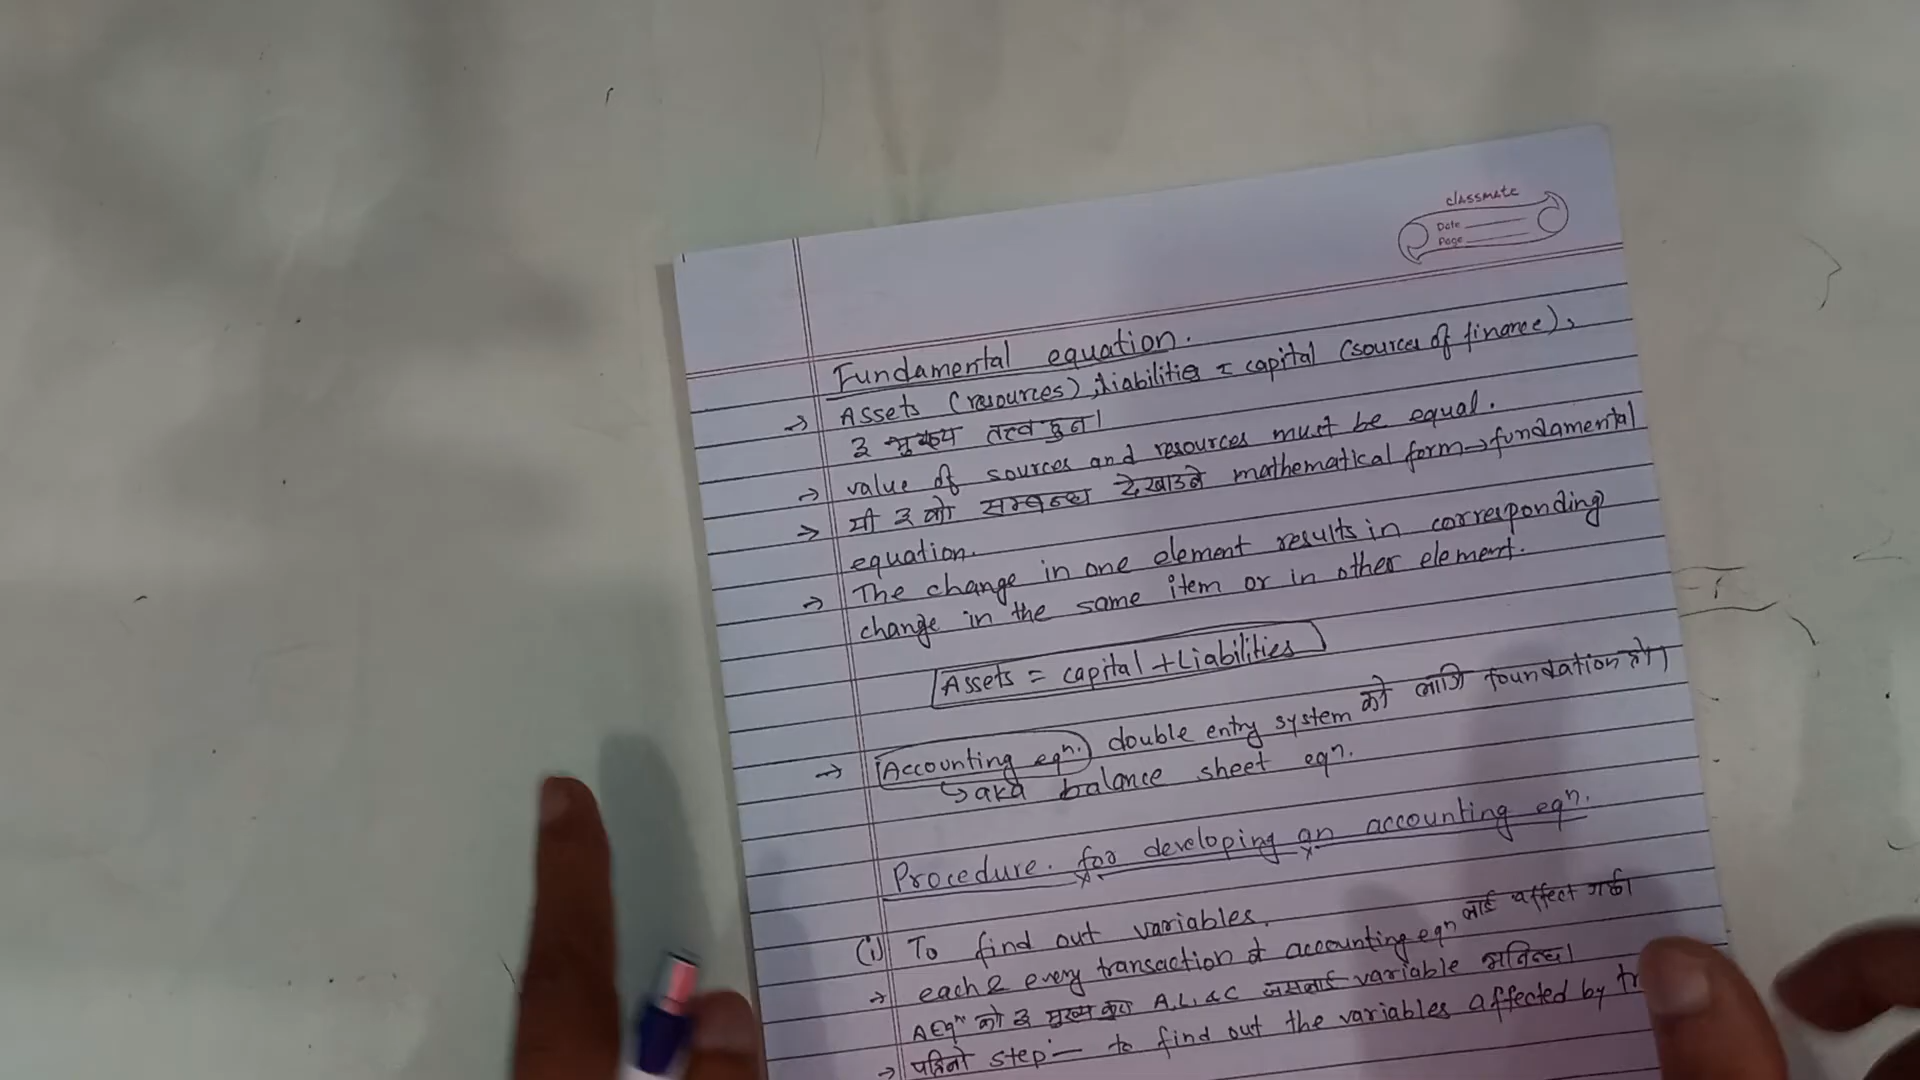 classmate
Date
Page
Fundamental equation.
→ Assets (resources), Liabilities = capital (sources of finance),
3 मुख्य तत्त्व हुन।
→ value of sources and resources must be equal.
→ यी 3 को सम्बन्ध देखाउने mathematical form → fundamental
equation.
→ The change in one element results in corresponding
change in the same item or in other element.
Assets = capital + Liabilities
→ Accounting eqn. double entry system को लागि foundation हो।
↳ aka balance sheet eqn.
Procedure. for developing an accounting eqn.
(i) To find out variables.
→ each & every transaction accounting eqn लाई affect गर्छ।
AEqn को 3 मुख्य A, L, & C जसलाई variable भनिन्छ।
→ पहिलो step:- to find out the variables affected by tr